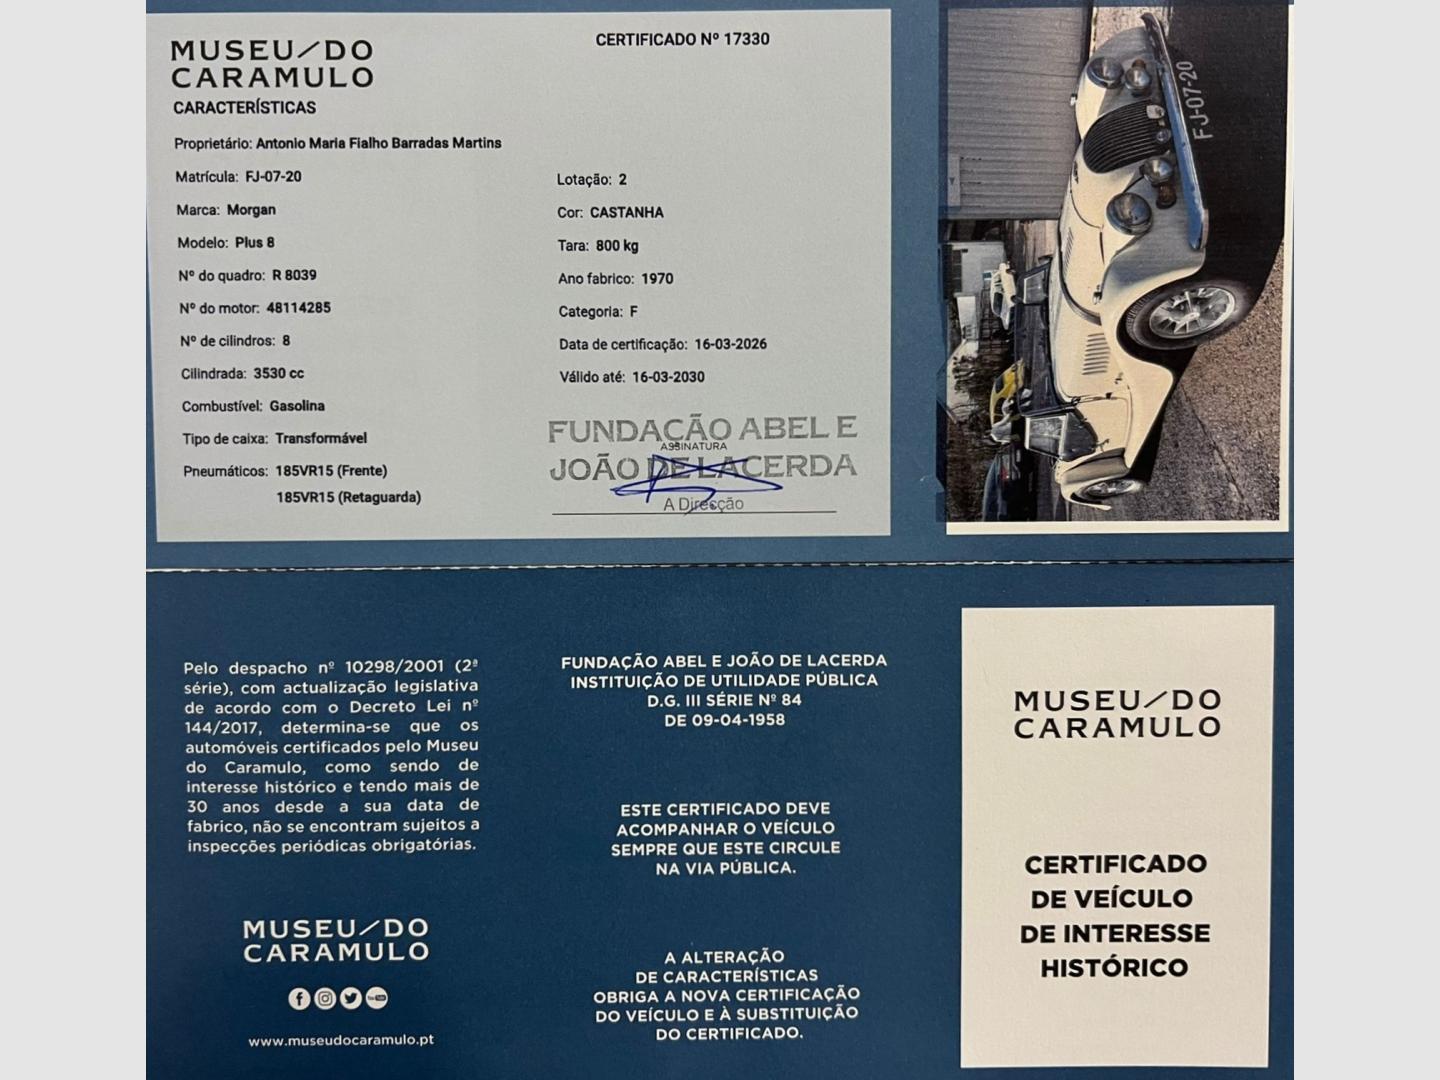 MUSEU/DO
CARAMULO
CERTIFICADO Nº 17330
CARACTERÍSTICAS
Proprietário: Antonio Maria Fialho Barradas Martins
Matrícula: FJ-07-20
Marca: Morgan
Modelo: Plus 8
Nº do quadro: R 8039
Nº do motor: 48114285
Nº de cilindros: 8
Cilindrada: 3530 cc
Combustível: Gasolina
Tipo de caixa: Transformável
Pneumáticos: 185VR15 (Frente)
185VR15 (Retaguarda)
Lotação: 2
Cor: CASTANHA
Tara: 800 kg
Ano fabrico: 1970
Categoria: F
Data de certificação: 16-03-2026
Válido até: 16-03-2030
FUNDAÇÃO ABEL E
ASSINATURA
JOÃO DE LACERDA
A Direcção
FJ-07-20
Pelo despacho nº 10298/2001 (2ª
série), com actualização legislativa
de acordo com o Decreto Lei nº
144/2017, determina-se que os
automóveis certificados pelo Museu
do Caramulo, como sendo de
interesse histórico e tendo mais de
30 anos desde a sua data de
fabrico, não se encontram sujeitos a
inspecções periódicas obrigatórias.
MUSEU/DO
CARAMULO
www.museudocaramulo.pt
FUNDAÇÃO ABEL E JOÃO DE LACERDA
INSTITUIÇÃO DE UTILIDADE PÚBLICA
D.G. III SÉRIE Nº 84
DE 09-04-1958
ESTE CERTIFICADO DEVE
ACOMPANHAR O VEÍCULO
SEMPRE QUE ESTE CIRCULE
NA VIA PÚBLICA.
A ALTERAÇÃO
DE CARACTERÍSTICAS
OBRIGA A NOVA CERTIFICAÇÃO
DO VEÍCULO E À SUBSTITUIÇÃO
DO CERTIFICADO.
MUSEU/DO
CARAMULO
CERTIFICADO
DE VEÍCULO
DE INTERESSE
HISTÓRICO